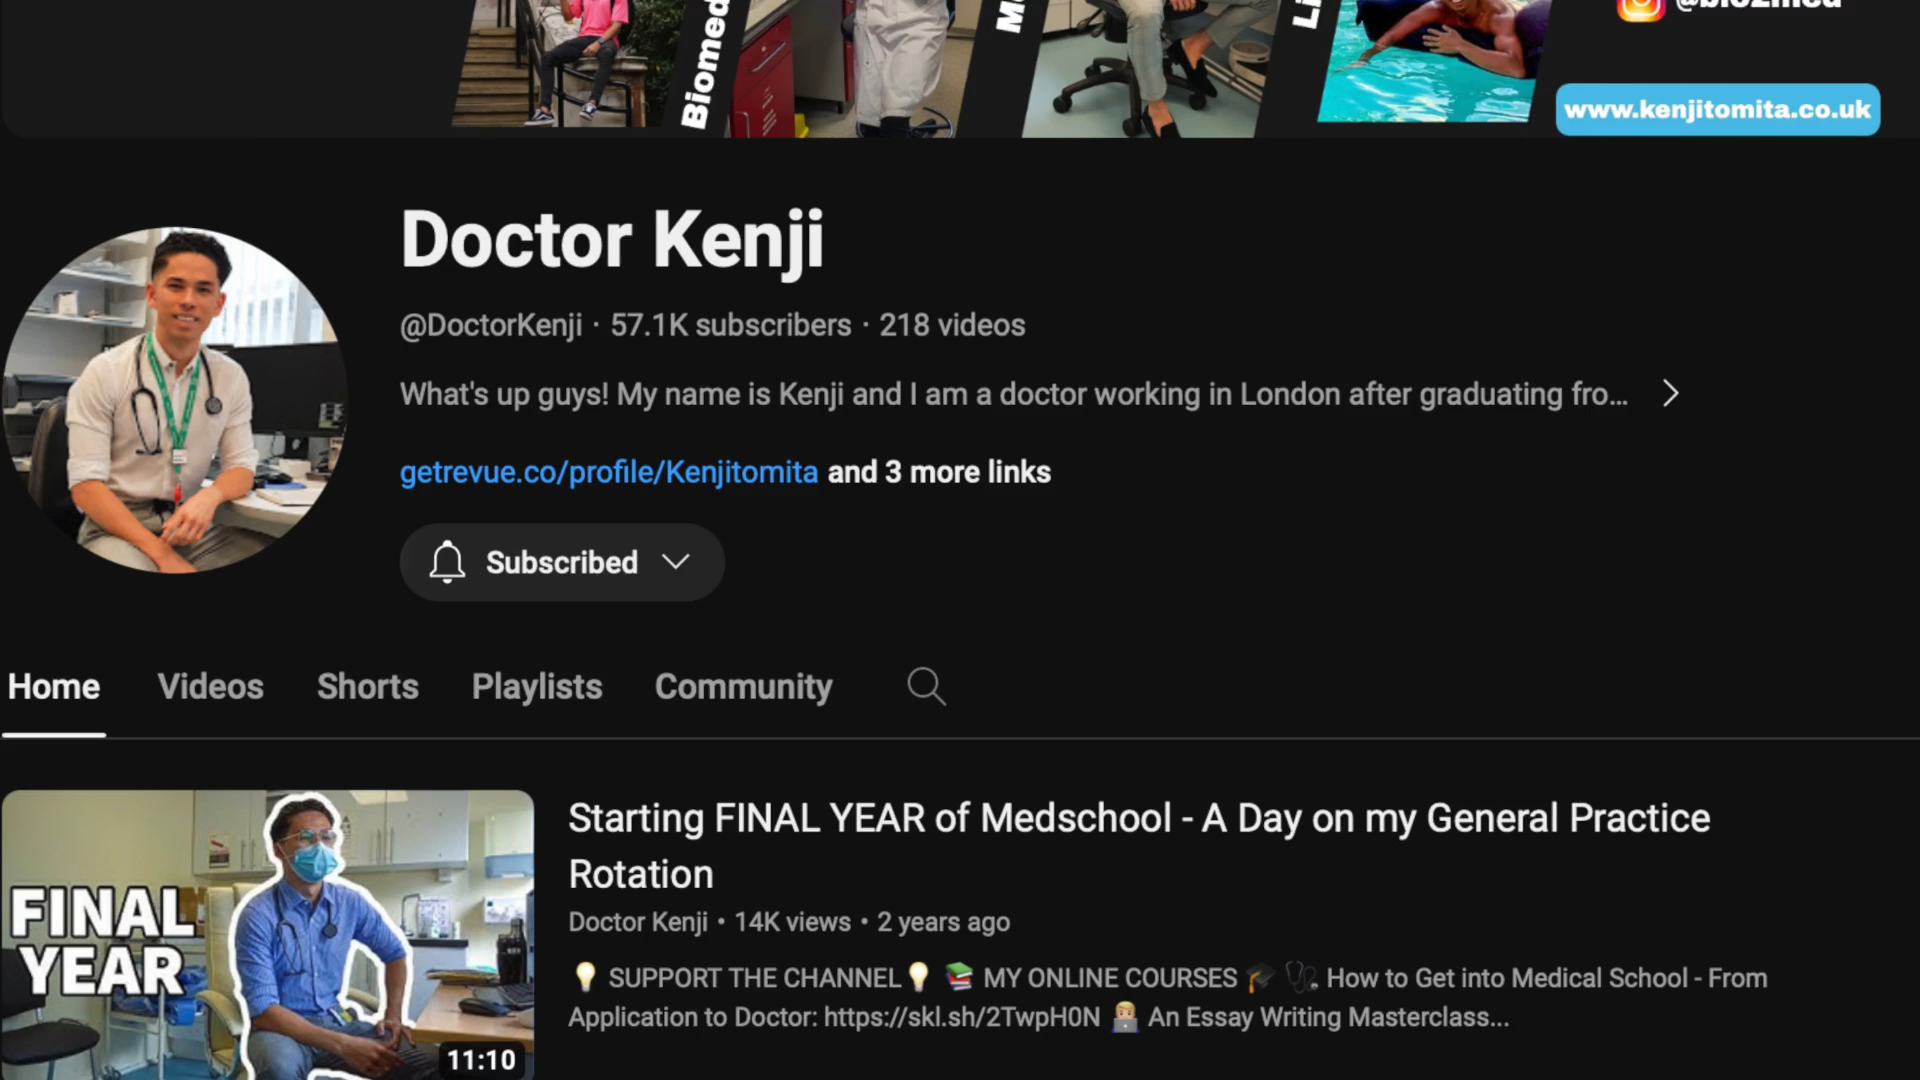 @bio2med
Biomed
www.kenjitomita.co.uk
Doctor Kenji
@DoctorKenji · 57.1K subscribers · 218 videos
What's up guys! My name is Kenji and I am a doctor working in London after graduating fro...
getrevue.co/profile/Kenjitomita and 3 more links
Subscribed
Home Videos Shorts Playlists Community
FINAL
YEAR
11:10
Starting FINAL YEAR of Medschool - A Day on my General Practice
Rotation
Doctor Kenji • 14K views • 2 years ago
💡 SUPPORT THE CHANNEL💡 📚 MY ONLINE COURSES 🎓 🩺 How to Get into Medical School - From
Application to Doctor: https://skl.sh/2TwpH0N 👨🏼‍💻 An Essay Writing Masterclass...